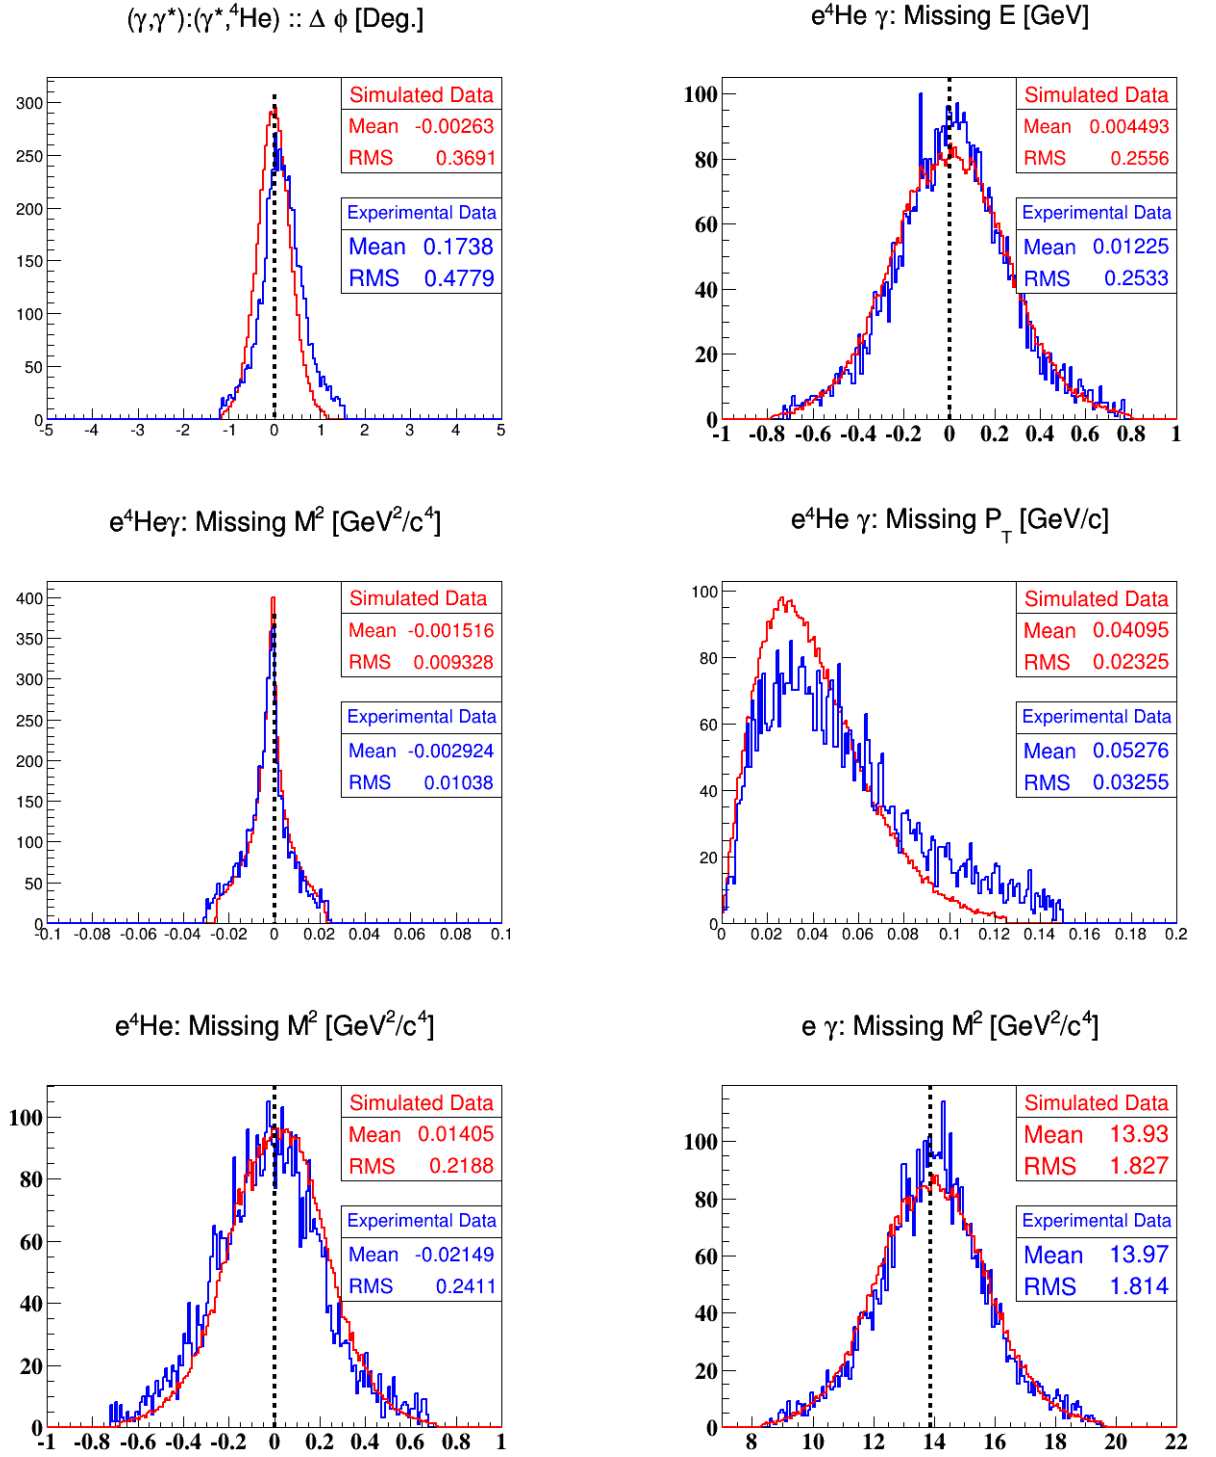 (γ,γ*):(γ*,⁴He) :: Δ ϕ [Deg.]
300
250
200
150
100
50
0
-5 -4 -3 -2 -1 0 1 2 3 4 5
Simulated Data
Mean -0.00263
RMS 0.3691
Experimental Data
Mean 0.1738
RMS 0.4779
e⁴He γ: Missing E [GeV]
100
80
60
40
20
0
-1 -0.8 -0.6 -0.4 -0.2 0 0.2 0.4 0.6 0.8 1
Simulated Data
Mean 0.004493
RMS 0.2556
Experimental Data
Mean 0.01225
RMS 0.2533
e⁴Heγ: Missing M² [GeV²/c⁴]
400
350
300
250
200
150
100
50
0
-0.1 -0.08 -0.06 -0.04 -0.02 0 0.02 0.04 0.06 0.08 0.1
Simulated Data
Mean -0.001516
RMS 0.009328
Experimental Data
Mean -0.002924
RMS 0.01038
e⁴He γ: Missing P_T [GeV/c]
100
80
60
40
20
0
0 0.02 0.04 0.06 0.08 0.1 0.12 0.14 0.16 0.18 0.2
Simulated Data
Mean 0.04095
RMS 0.02325
Experimental Data
Mean 0.05276
RMS 0.03255
e⁴He: Missing M² [GeV²/c⁴]
100
80
60
40
20
0
-1 -0.8 -0.6 -0.4 -0.2 0 0.2 0.4 0.6 0.8 1
Simulated Data
Mean 0.01405
RMS 0.2188
Experimental Data
Mean -0.02149
RMS 0.2411
e γ: Missing M² [GeV²/c⁴]
100
80
60
40
20
0
8 10 12 14 16 18 20 22
Simulated Data
Mean 13.93
RMS 1.827
Experimental Data
Mean 13.97
RMS 1.814